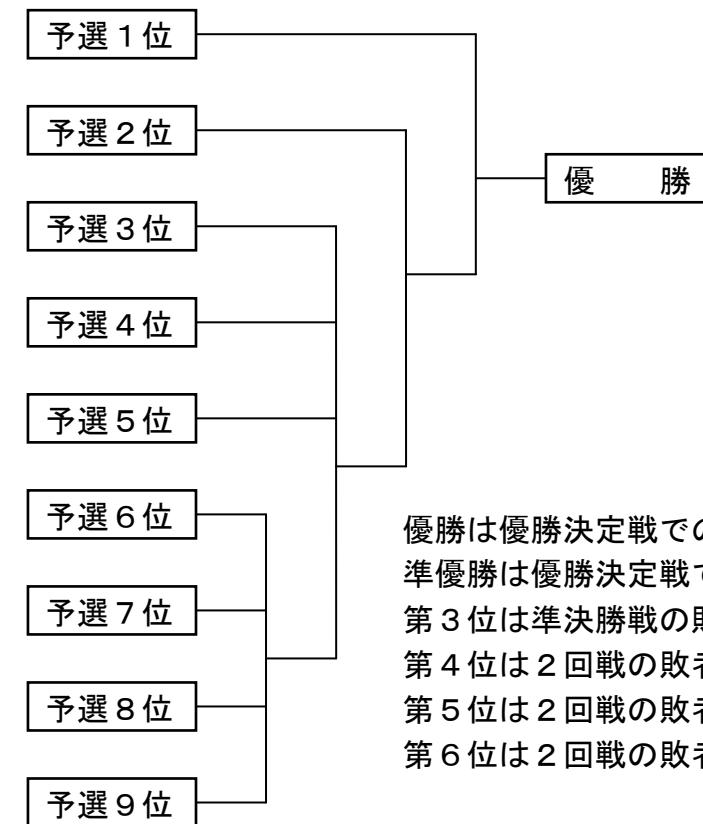 予選１位
予選２位
優　　勝
予選３位
予選４位
予選５位
予選６位
予選７位
予選８位
予選９位
優勝は優勝決定戦での
準優勝は優勝決定戦で
第３位は準決勝戦の敗
第４位は２回戦の敗者
第５位は２回戦の敗者
第６位は２回戦の敗者